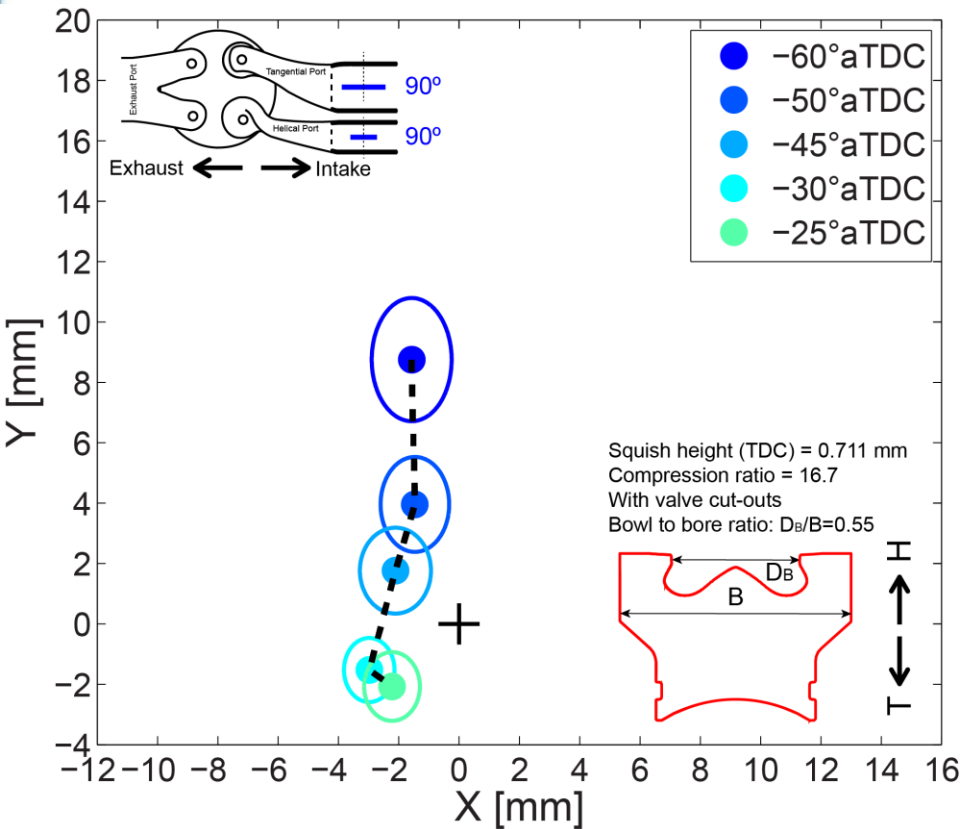 20
18
16
14
12
10
8
6
4
2
0
−2
−4
Y [mm]
−12 −10 −8 −6 −4 −2 0 2 4 6 8 10 12 14 16
X [mm]
Exhaust Port
Tangential Port
Helical Port
90º
90º
Exhaust Intake
−60°aTDC
−50°aTDC
−45°aTDC
−30°aTDC
−25°aTDC
Squish height (TDC) = 0.711 mm
Compression ratio = 16.7
With valve cut-outs
Bowl to bore ratio: DB/B=0.55
DB
B
H
T